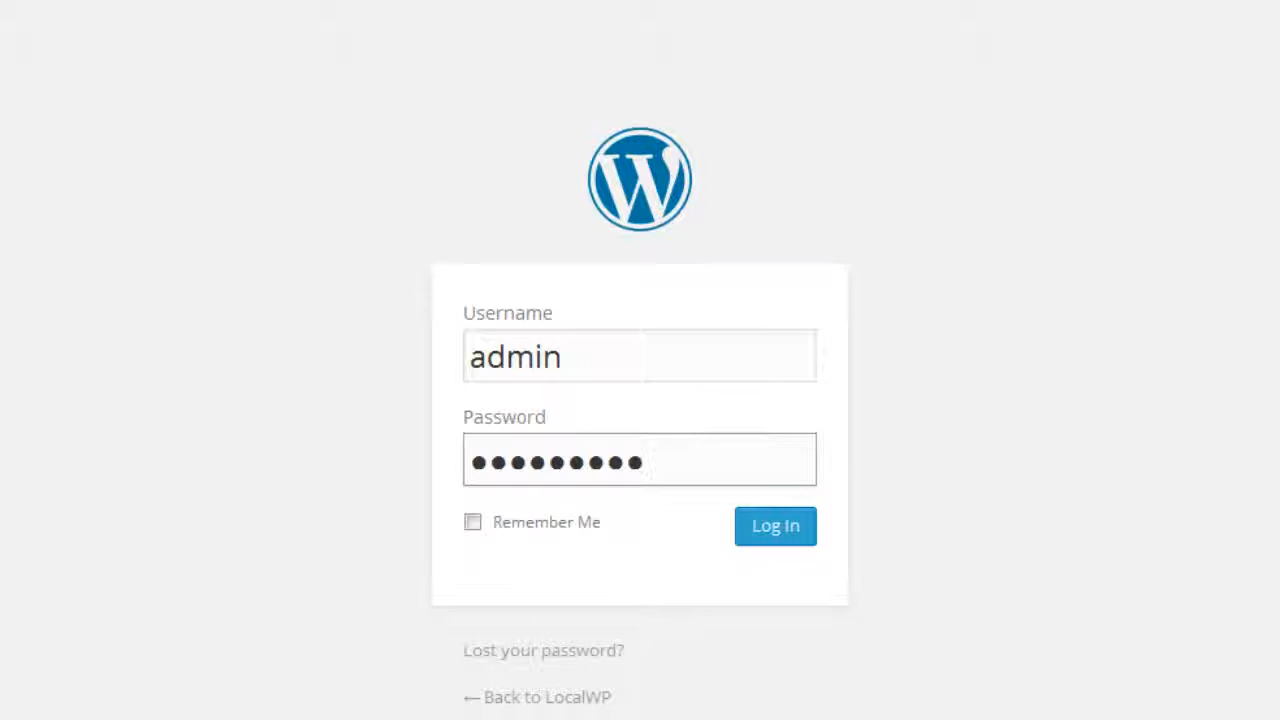 Username
admin
Password
●●●●●●●●●
Remember Me
Log In
Lost your password?
← Back to LocalWP